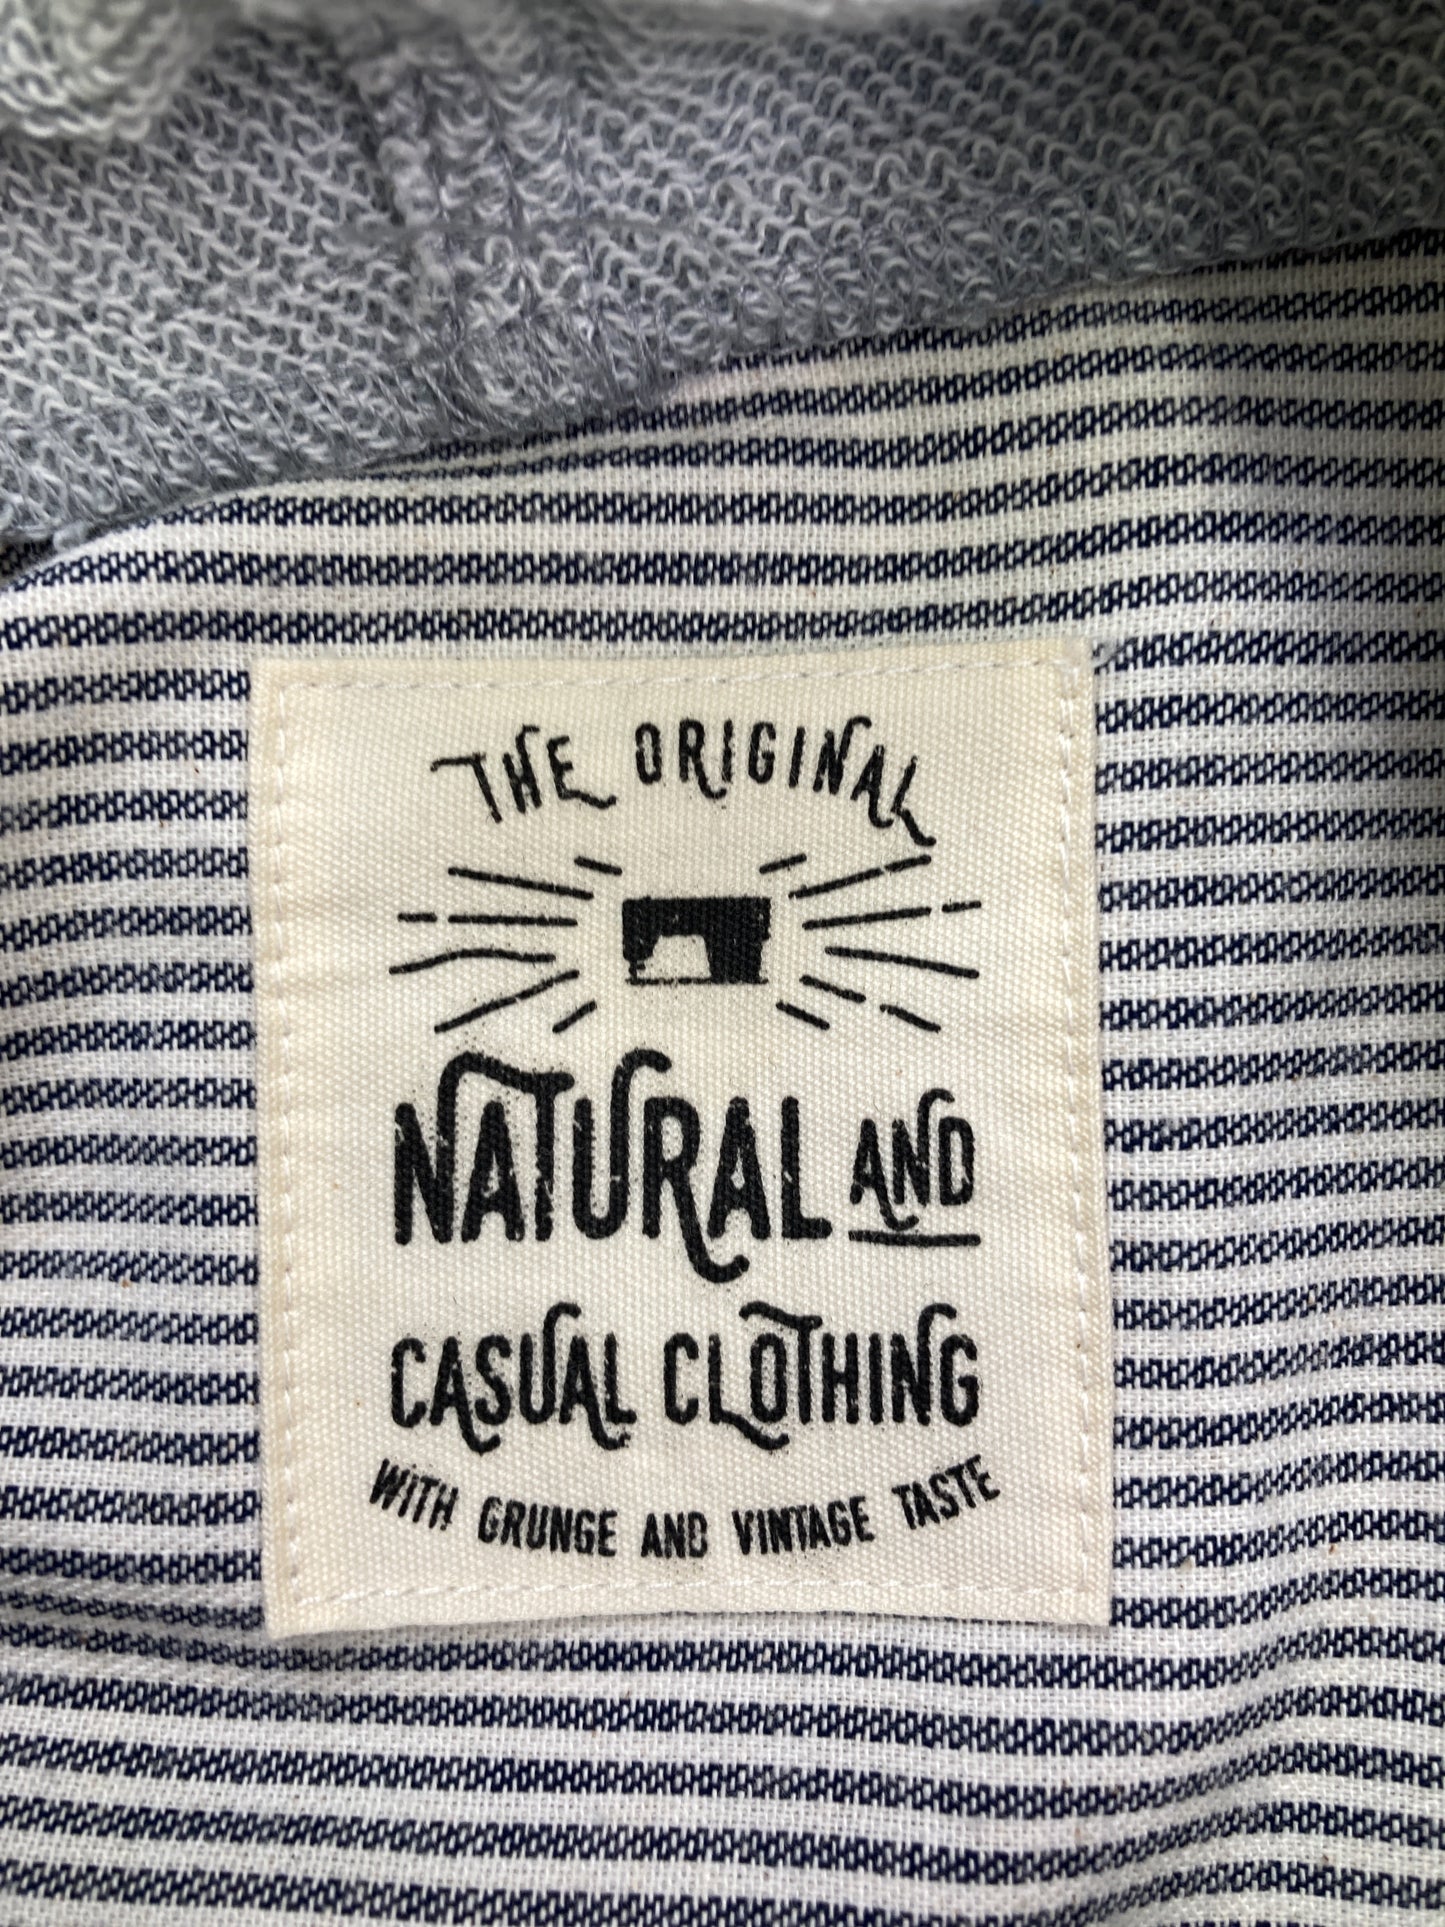 THE ORIGINAL
NATURAL AND
CASUAL CLOTHING
WITH GRUNGE AND VINTAGE TASTE